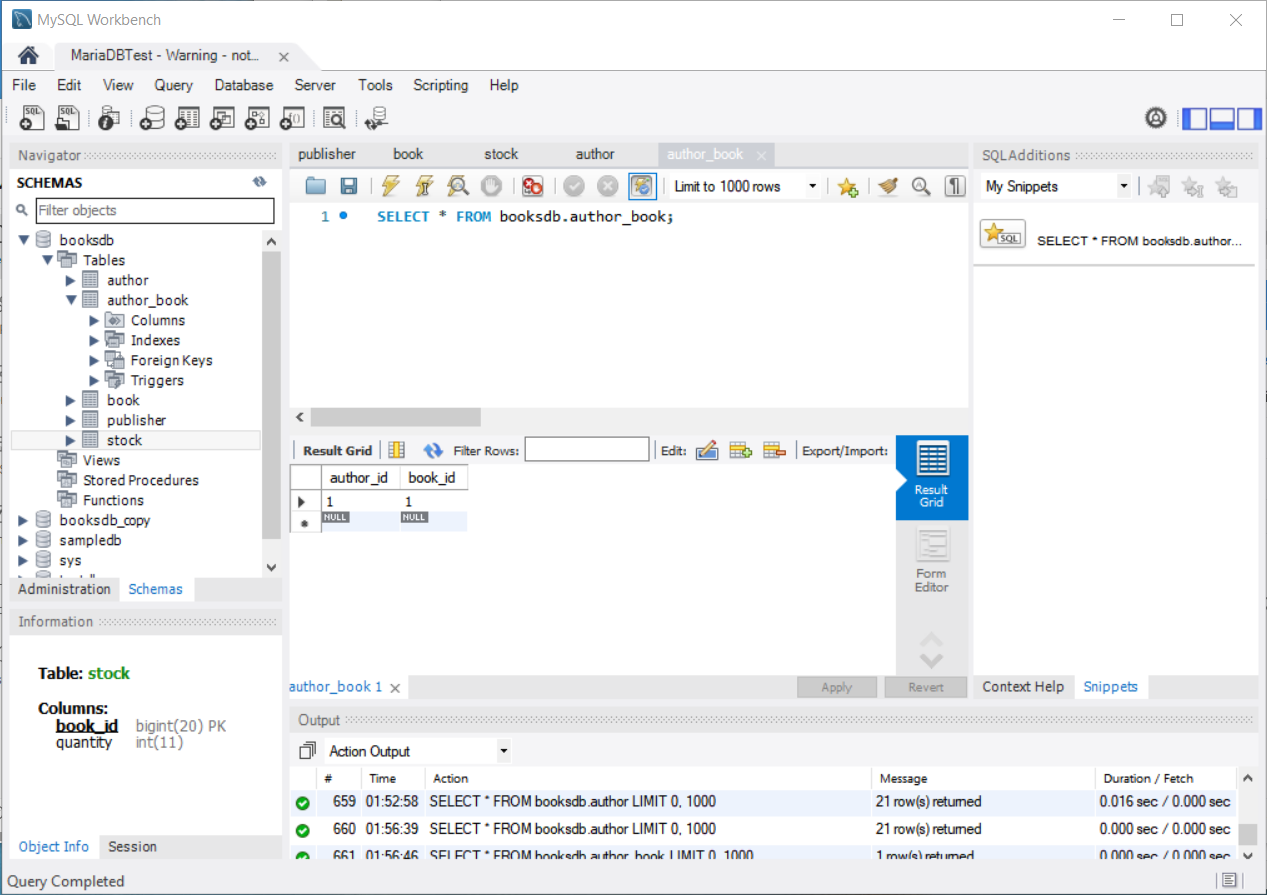 MySQL Workbench
MariaDBTest - Warning - not...
File Edit View Query Database Server Tools Scripting Help
Navigator
SCHEMAS
Filter objects
booksdb
Tables
author
author_book
Columns
Indexes
Foreign Keys
Triggers
book
publisher
stock
Views
Stored Procedures
Functions
booksdb_copy
sampledb
sys
Administration Schemas
Information
Table: stock
Columns:
book_id bigint(20) PK
quantity int(11)
Object Info Session
publisher book stock author author_book
Limit to 1000 rows
1 SELECT * FROM booksdb.author_book;
Result Grid Filter Rows: Edit: Export/Import:
author_id book_id
1 1
NULL NULL
Result
Grid
Form
Editor
author_book 1 Apply Revert
SQLAdditions
My Snippets
SQL SELECT * FROM booksdb.author...
Context Help Snippets
Output
Action Output
# Time Action Message Duration / Fetch
659 01:52:58 SELECT * FROM booksdb.author LIMIT 0, 1000 21 row(s) returned 0.016 sec / 0.000 sec
660 01:56:39 SELECT * FROM booksdb.author LIMIT 0, 1000 21 row(s) returned 0.000 sec / 0.000 sec
661 01:56:46 SELECT * FROM booksdb.author_book LIMIT 0, 1000 1 row(s) returned 0.000 sec / 0.000 sec
Query Completed